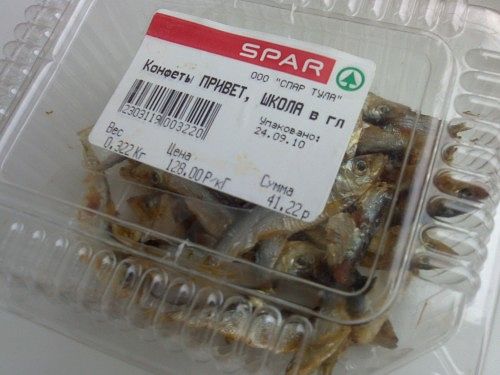 SPAR
ООО "СПАР ТУЛА"
Конфеты ПРИВЕТ, ШКОЛА в гл
2303119003220
Упаковано:
24.09.10
Вес
0.322кг
Цена
128.00Р/кГ
Сумма
41.22р